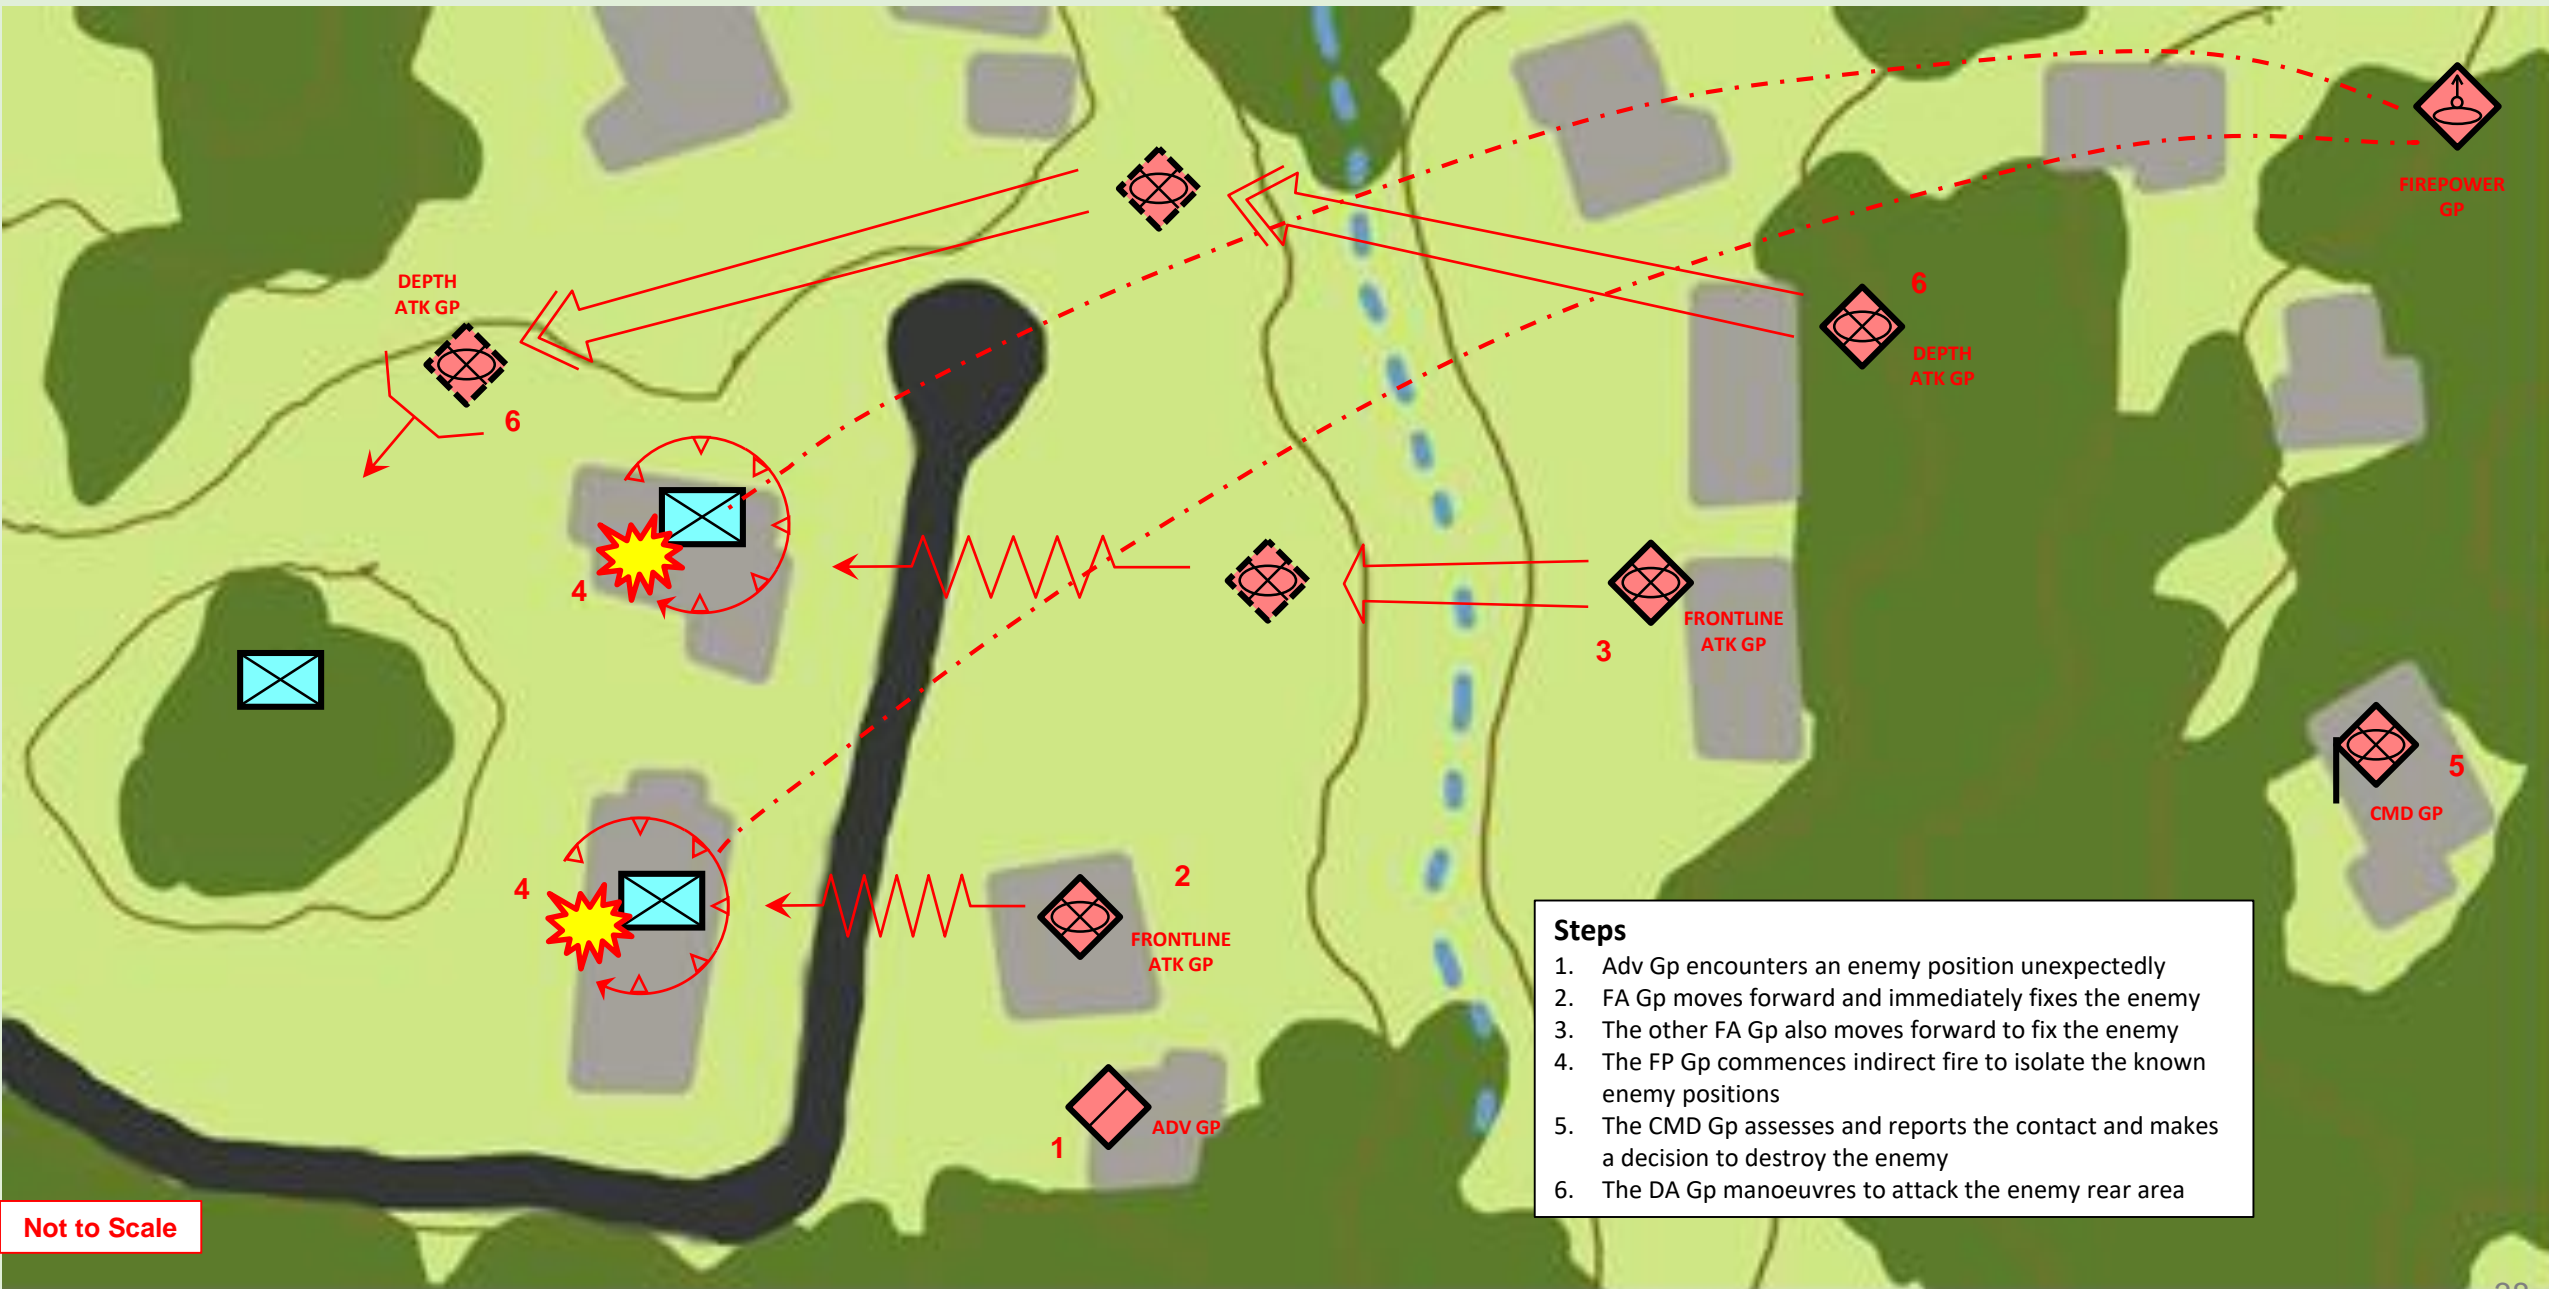 FIREPOWER
GP
DEPTH
ATK GP
6
6
DEPTH
ATK GP
4
FRONTLINE
ATK GP
3
5
CMD GP
4
2
FRONTLINE
ATK GP
1
ADV GP
Steps
1. Adv Gp encounters an enemy position unexpectedly
2. FA Gp moves forward and immediately fixes the enemy
3. The other FA Gp also moves forward to fix the enemy
4. The FP Gp commences indirect fire to isolate the known
enemy positions
5. The CMD Gp assesses and reports the contact and makes
a decision to destroy the enemy
6. The DA Gp manoeuvres to attack the enemy rear area
Not to Scale